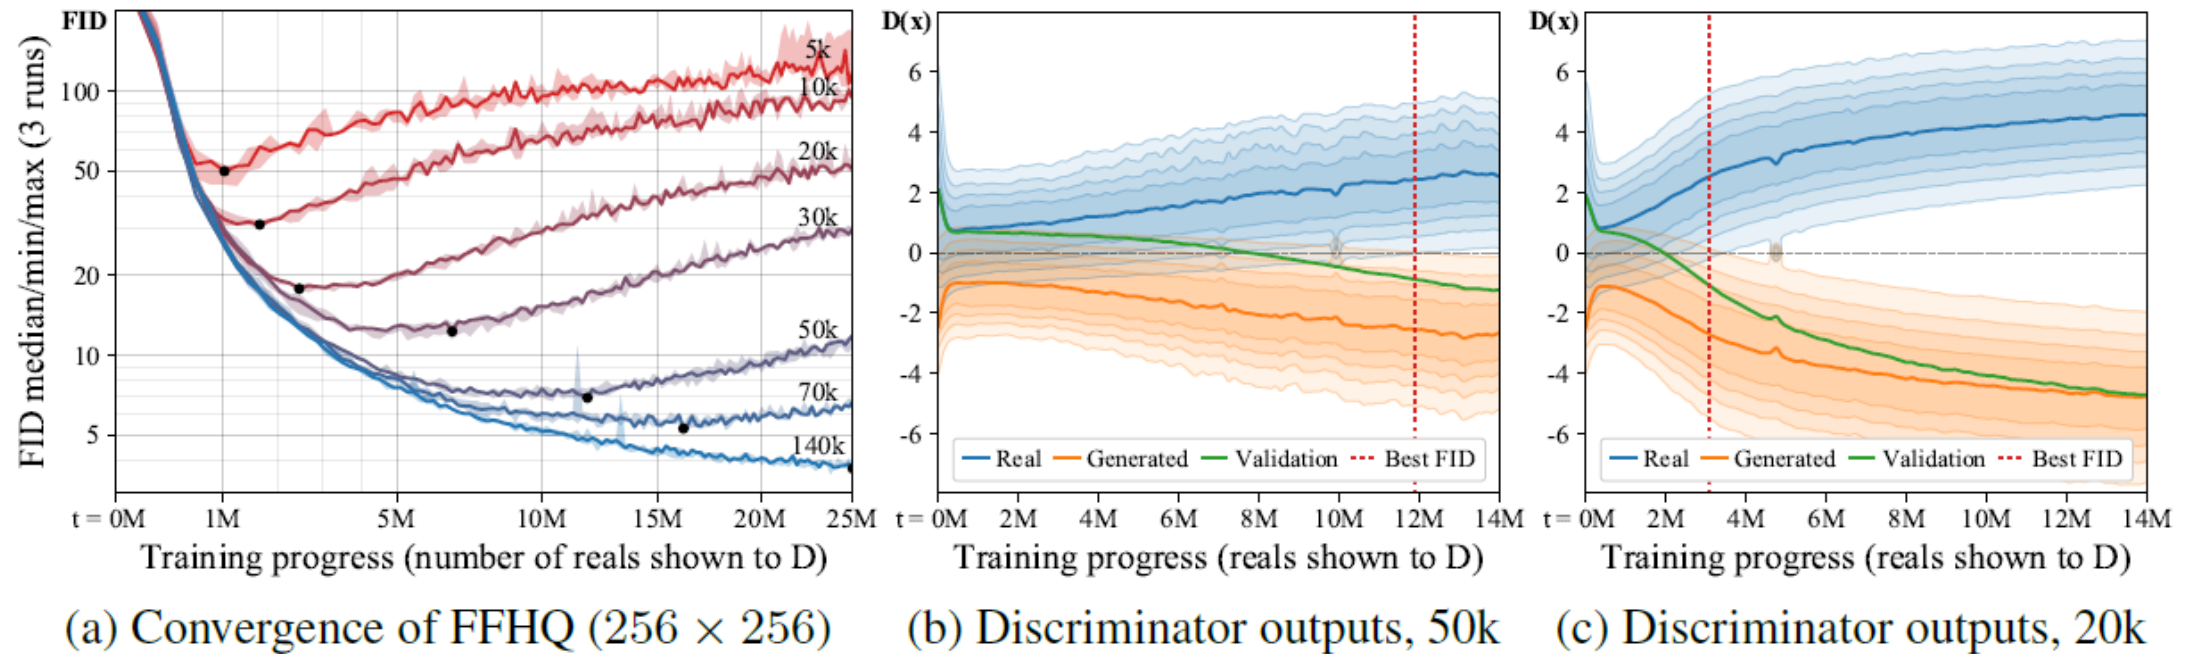 FID
FID median/min/max (3 runs)
100
50
20
10
5
5k
10k
20k
30k
50k
70k
140k
t = 0M 1M 5M 10M 15M 20M 25M
Training progress (number of reals shown to D)
(a) Convergence of FFHQ (256 × 256)
D(x)
6
4
2
0
-2
-4
-6
Real Generated Validation Best FID
t = 0M 2M 4M 6M 8M 10M 12M 14M
Training progress (reals shown to D)
(b) Discriminator outputs, 50k
D(x)
6
4
2
0
-2
-4
-6
Real Generated Validation Best FID
t = 0M 2M 4M 6M 8M 10M 12M 14M
Training progress (reals shown to D)
(c) Discriminator outputs, 20k